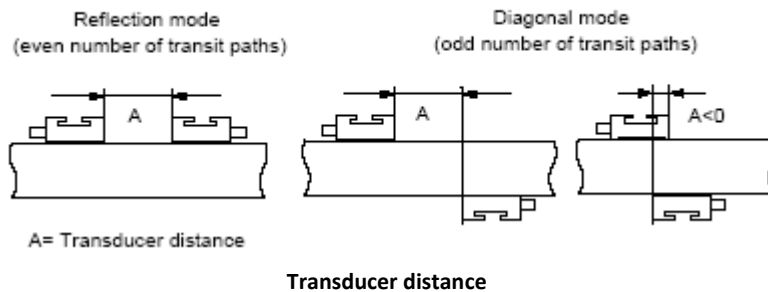 Reflection mode
(even number of transit paths)
Diagonal mode
(odd number of transit paths)
A
A
A<0
A= Transducer distance
Transducer distance